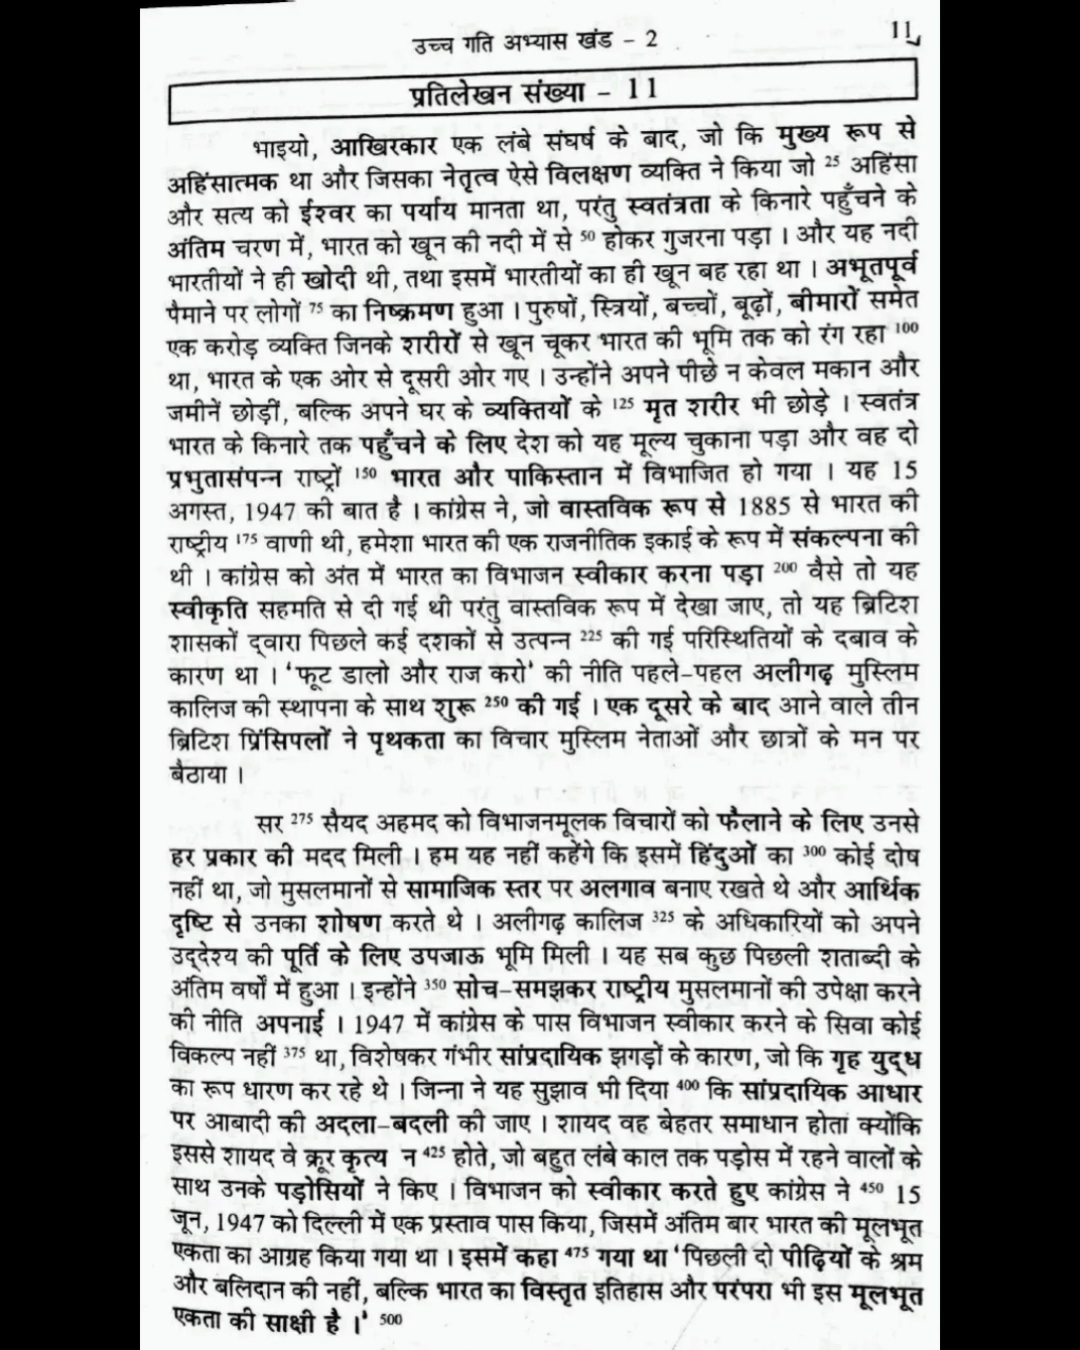 उच्च गति अभ्यास खंड - 2 11
प्रतिलेखन संख्या - 11
भाइयो, आखिरकार एक लंबे संघर्ष के बाद, जो कि मुख्य रूप से
अहिंसात्मक था और जिसका नेतृत्व ऐसे विलक्षण व्यक्ति ने किया जो 25 अहिंसा
और सत्य को ईश्वर का पर्याय मानता था, परंतु स्वतंत्रता के किनारे पहुँचने के
अंतिम चरण में, भारत को खून की नदी में से 50 होकर गुजरना पड़ा । और यह नदी
भारतीयों ने ही खोदी थी, तथा इसमें भारतीयों का ही खून बह रहा था । अभूतपूर्व
पैमाने पर लोगों 75 का निष्क्रमण हुआ । पुरुषों, स्त्रियों, बच्चों, बूढ़ों, बीमारों समेत
एक करोड़ व्यक्ति जिनके शरीरों से खून चूकर भारत की भूमि तक को रंग रहा 100
था, भारत के एक ओर से दूसरी ओर गए । उन्होंने अपने पीछे न केवल मकान और
जमीनें छोड़ीं, बल्कि अपने घर के व्यक्तियों के 125 मृत शरीर भी छोड़े । स्वतंत्र
भारत के किनारे तक पहुँचने के लिए देश को यह मूल्य चुकाना पड़ा और वह दो
प्रभुतासंपन्न राष्ट्रों 150 भारत और पाकिस्तान में विभाजित हो गया । यह 15
अगस्त, 1947 की बात है । कांग्रेस ने, जो वास्तविक रूप से 1885 से भारत की
राष्ट्रीय 175 वाणी थी, हमेशा भारत की एक राजनीतिक इकाई के रूप में संकल्पना की
थी । कांग्रेस को अंत में भारत का विभाजन स्वीकार करना पड़ा 200 वैसे तो यह
स्वीकृति सहमति से दी गई थी परंतु वास्तविक रूप में देखा जाए, तो यह ब्रिटिश
शासकों द्वारा पिछले कई दशकों से उत्पन्न 225 की गई परिस्थितियों के दबाव के
कारण था । 'फूट डालो और राज करो' की नीति पहले-पहल अलीगढ़ मुस्लिम
कालिज की स्थापना के साथ शुरू 250 की गई । एक दूसरे के बाद आने वाले तीन
ब्रिटिश प्रिंसिपलों ने पृथकता का विचार मुस्लिम नेताओं और छात्रों के मन पर
बैठाया ।
सर 275 सैयद अहमद को विभाजनमूलक विचारों को फैलाने के लिए उनसे
हर प्रकार की मदद मिली । हम यह नहीं कहेंगे कि इसमें हिंदुओं का 300 कोई दोष
नहीं था, जो मुसलमानों से सामाजिक स्तर पर अलगाव बनाए रखते थे और आर्थिक
दृष्टि से उनका शोषण करते थे । अलीगढ़ कालिज 325 के अधिकारियों को अपने
उद्देश्य की पूर्ति के लिए उपजाऊ भूमि मिली । यह सब कुछ पिछली शताब्दी के
अंतिम वर्षों में हुआ । इन्होंने 350 सोच-समझकर राष्ट्रीय मुसलमानों की उपेक्षा करने
की नीति अपनाई । 1947 में कांग्रेस के पास विभाजन स्वीकार करने के सिवा कोई
विकल्प नहीं 375 था, विशेषकर गंभीर सांप्रदायिक झगड़ों के कारण, जो कि गृह युद्ध
का रूप धारण कर रहे थे । जिन्ना ने यह सुझाव भी दिया 400 कि सांप्रदायिक आधार
पर आबादी की अदला-बदली की जाए । शायद वह बेहतर समाधान होता क्योंकि
इससे शायद वे क्रूर कृत्य न 425 होते, जो बहुत लंबे काल तक पड़ोस में रहने वालों के
साथ उनके पड़ोसियों ने किए । विभाजन को स्वीकार करते हुए कांग्रेस ने 450 15
जून, 1947 को दिल्ली में एक प्रस्ताव पास किया, जिसमें अंतिम बार भारत की मूलभूत
एकता का आग्रह किया गया था । इसमें कहा 475 गया था 'पिछली दो पीढ़ियों के श्रम
और बलिदान की नहीं, बल्कि भारत का विस्तृत इतिहास और परंपरा भी इस मूलभूत
एकता की साक्षी है ।' 500